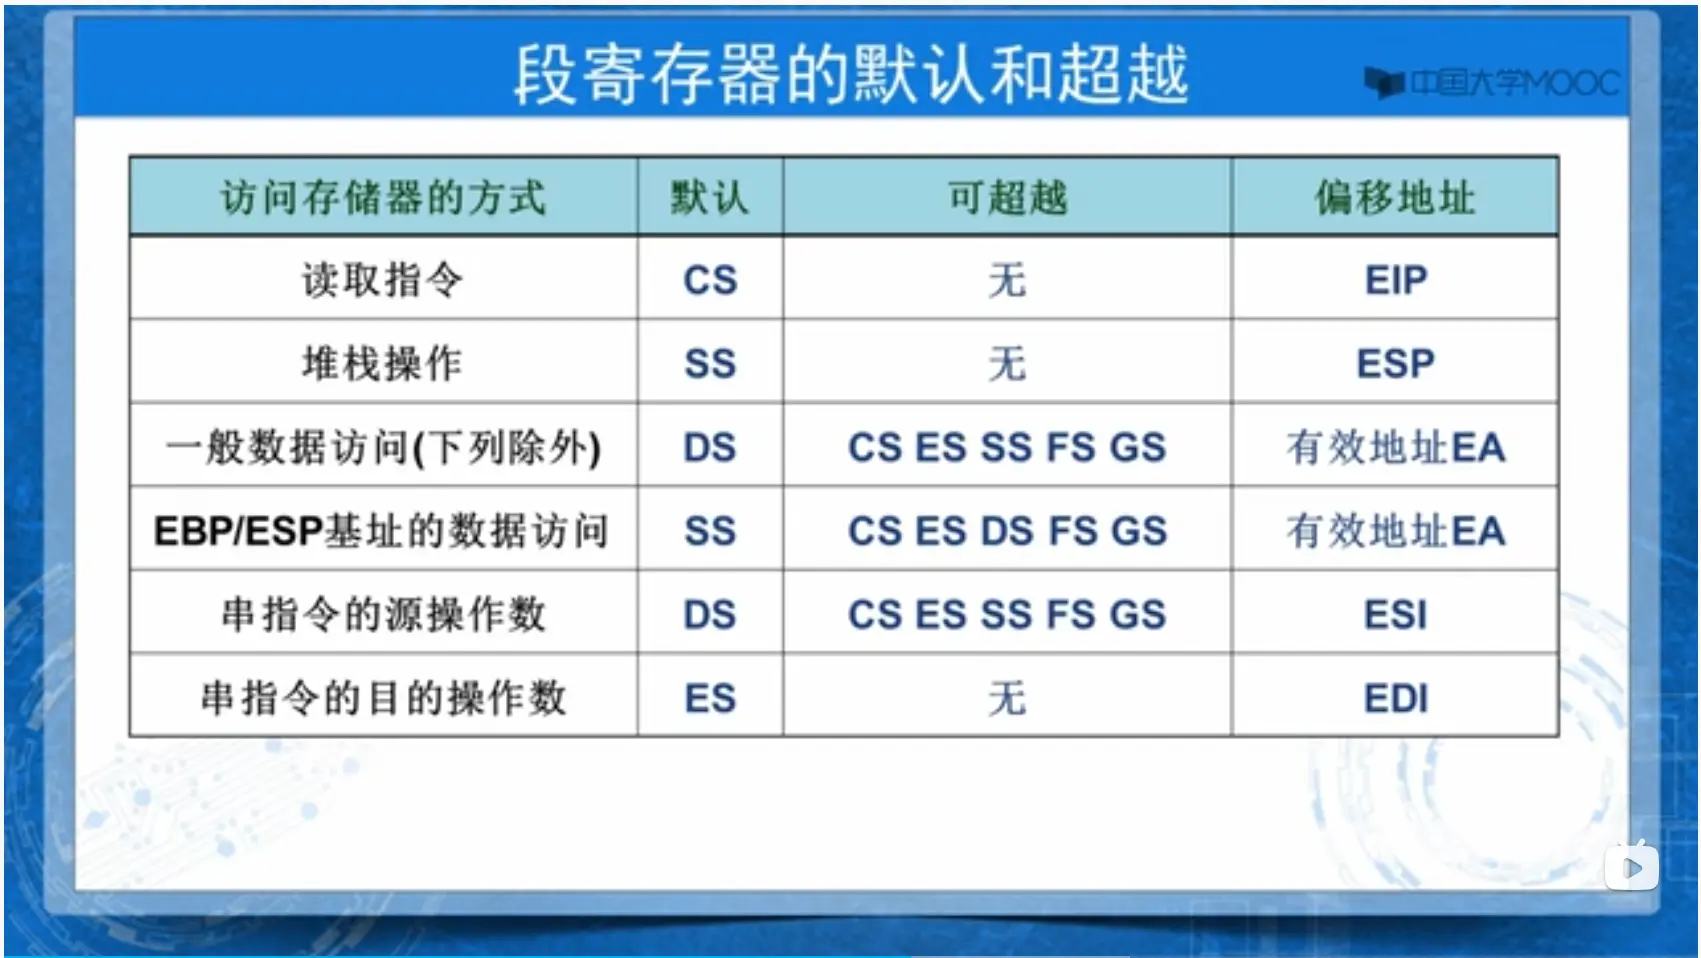 段寄存器的默认和超越
中国大学MOOC
访问存储器的方式 默认 可超越 偏移地址
读取指令 CS 无 EIP
堆栈操作 SS 无 ESP
一般数据访问(下列除外) DS CS ES SS FS GS 有效地址EA
EBP/ESP基址的数据访问 SS CS ES DS FS GS 有效地址EA
串指令的源操作数 DS CS ES SS FS GS ESI
串指令的目的操作数 ES 无 EDI